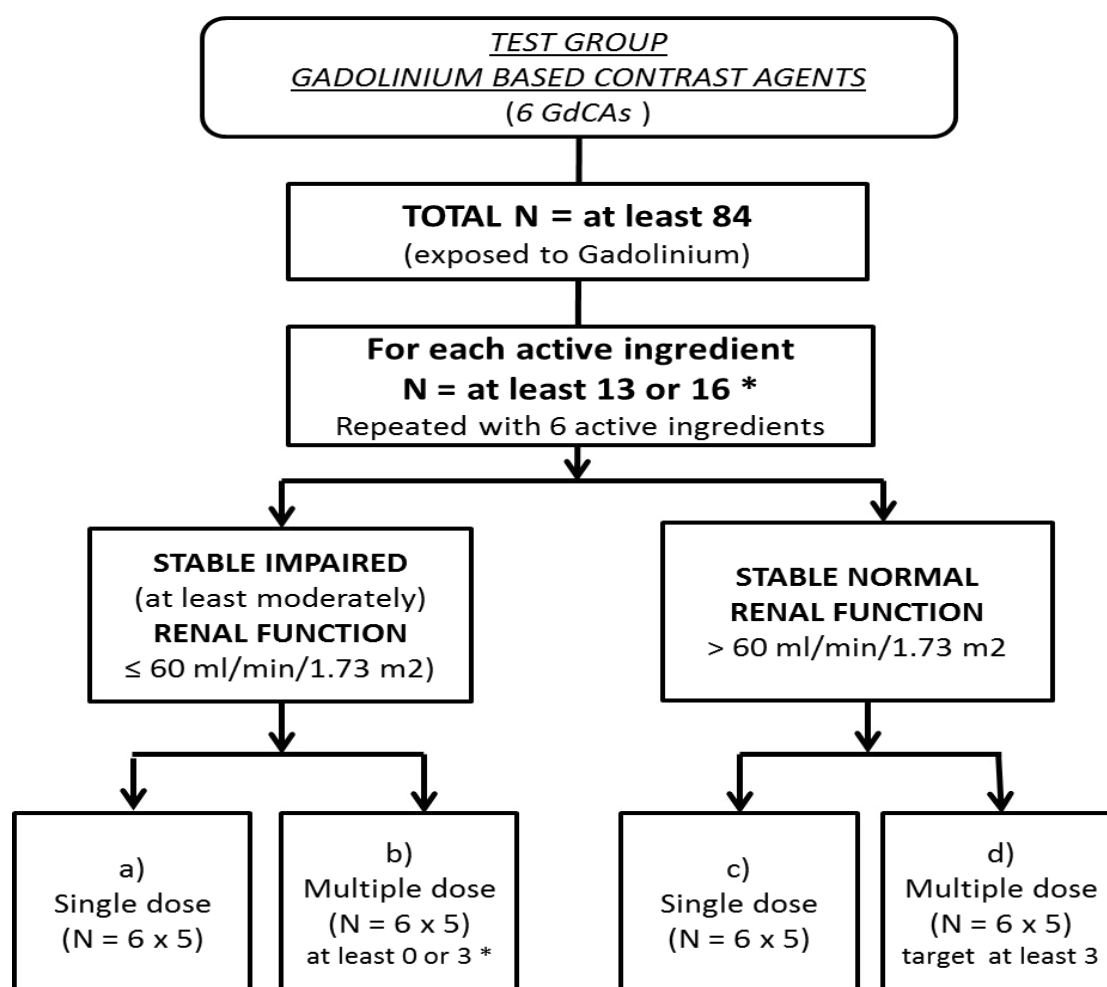 TEST GROUP
GADOLINIUM BASED CONTRAST AGENTS
(6 GdCAs )
TOTAL N = at least 84
(exposed to Gadolinium)
For each active ingredient
N = at least 13 or 16 *
Repeated with 6 active ingredients
STABLE IMPAIRED
(at least moderately)
RENAL FUNCTION
≤ 60 ml/min/1.73 m2)
STABLE NORMAL
RENAL FUNCTION
> 60 ml/min/1.73 m2
a)
Single dose
(N = 6 x 5)
b)
Multiple dose
(N = 6 x 5)
at least 0 or 3 *
c)
Single dose
(N = 6 x 5)
d)
Multiple dose
(N = 6 x 5)
target at least 3